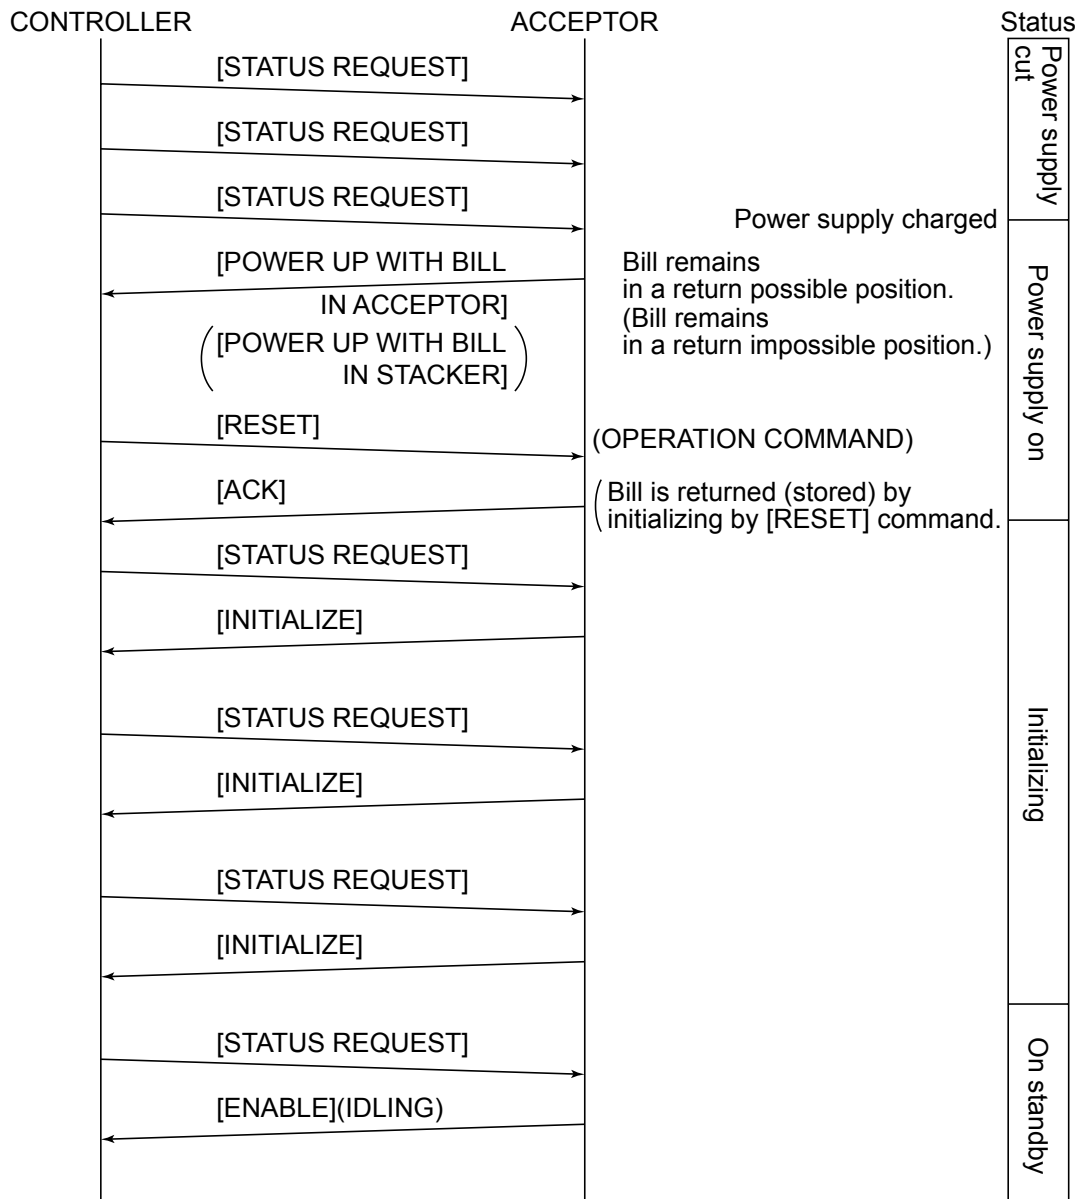 CONTROLLER
ACCEPTOR
Status
[STATUS REQUEST]
Power supply
cut
[STATUS REQUEST]
[STATUS REQUEST]
Power supply charged
[POWER UP WITH BILL
IN ACCEPTOR]
Bill remains
in a return possible position.
(Bill remains
in a return impossible position.)
([POWER UP WITH BILL
IN STACKER])
Power supply on
[RESET]
(OPERATION COMMAND)
[ACK]
(Bill is returned (stored) by
initializing by [RESET] command.
[STATUS REQUEST]
[INITIALIZE]
[STATUS REQUEST]
Initializing
[INITIALIZE]
[STATUS REQUEST]
[INITIALIZE]
[STATUS REQUEST]
On standby
[ENABLE](IDLING)